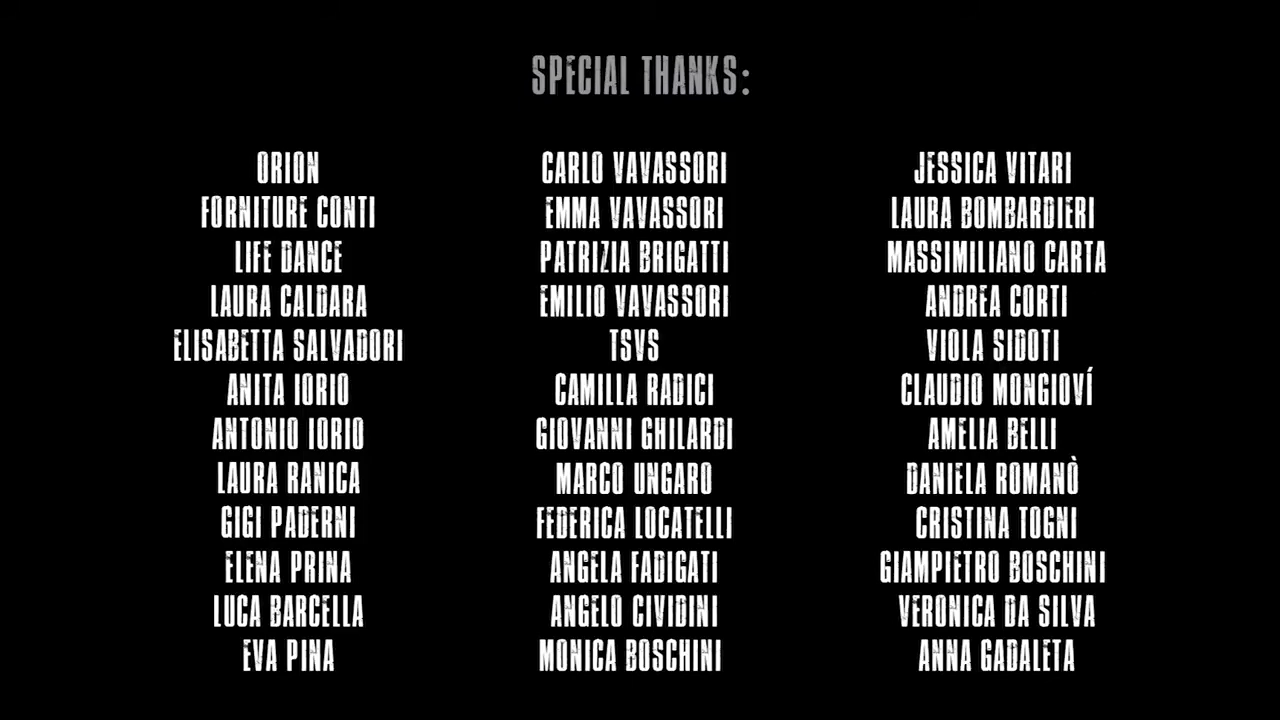 SPECIAL THANKS:
ORION
FORNITURE CONTI
LIFE DANCE
LAURA CALDARA
ELISABETTA SALVADORI
ANITA IORIO
ANTONIO IORIO
LAURA RANICA
GIGI PADERNI
ELENA PRINA
LUCA BARCELLA
EVA PINA
CARLO VAVASSORI
EMMA VAVASSORI
PATRIZIA BRIGATTI
EMILIO VAVASSORI
TSVS
CAMILLA RADICI
GIOVANNI GHILARDI
MARCO UNGARO
FEDERICA LOCATELLI
ANGELA FADIGATI
ANGELO CIVIDINI
MONICA BOSCHINI
JESSICA VITARI
LAURA BOMBARDIERI
MASSIMILIANO CARTA
ANDREA CORTI
VIOLA SIDOTI
CLAUDIO MONGIOVÍ
AMELIA BELLI
DANIELA ROMANÒ
CRISTINA TOGNI
GIAMPIETRO BOSCHINI
VERONICA DA SILVA
ANNA GADALETA